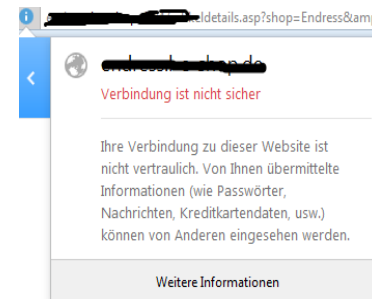 eldetails.asp?shop=Endress&am
Verbindung ist nicht sicher
Ihre Verbindung zu dieser Website ist
nicht vertraulich. Von Ihnen übermittelte
Informationen (wie Passwörter,
Nachrichten, Kreditkartendaten, usw.)
können von Anderen eingesehen werden.
Weitere Informationen